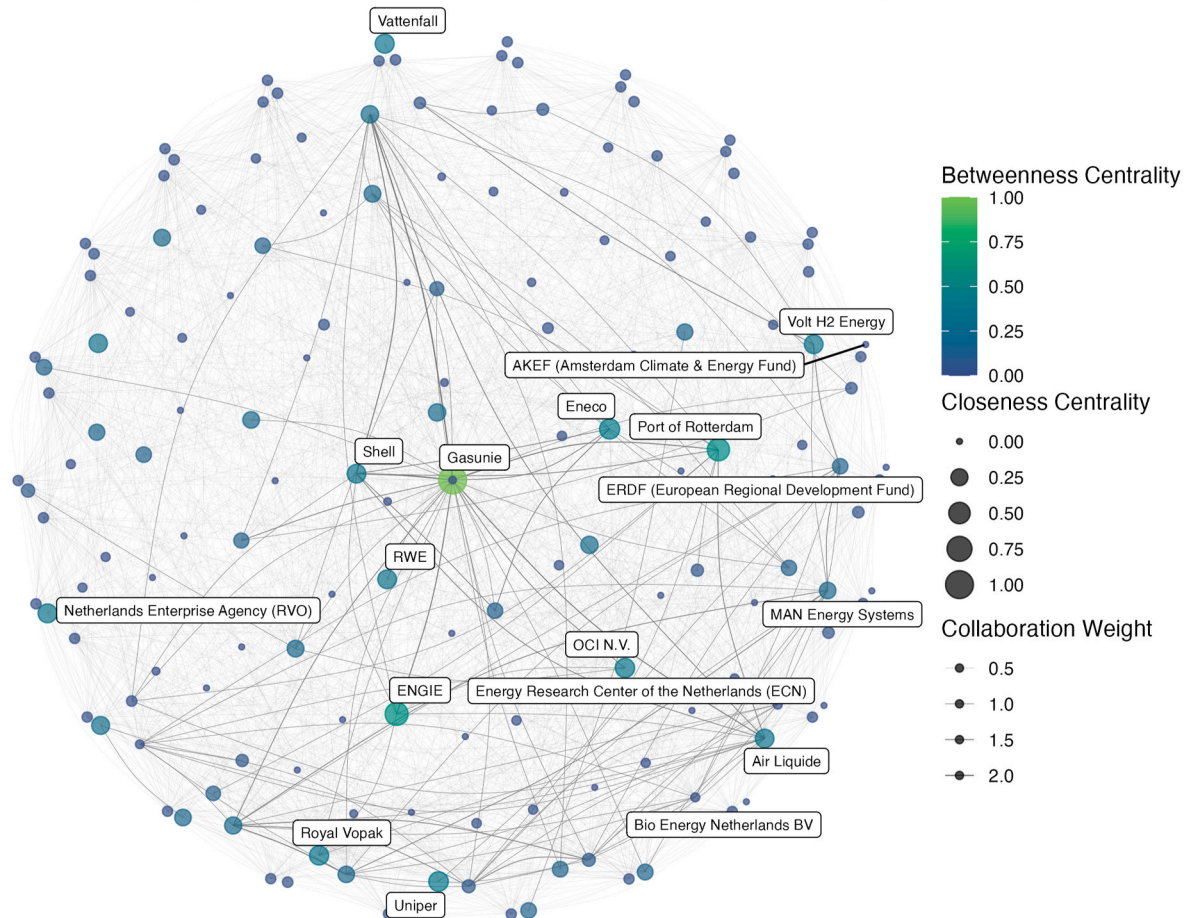 Vattenfall
Betweenness Centrality
1.00
0.75
0.50
0.25
0.00
Volt H2 Energy
AKEF (Amsterdam Climate & Energy Fund)
Closeness Centrality
Eneco
Port of Rotterdam
0.00
Shell
Gasunie
0.25
ERDF (European Regional Development Fund)
0.50
0.75
RWE
1.00
Netherlands Enterprise Agency (RVO)
MAN Energy Systems
Collaboration Weight
OCI N.V.
0.5
ENGIE
Energy Research Center of the Netherlands (ECN)
1.0
1.5
Air Liquide
2.0
Bio Energy Netherlands BV
Royal Vopak
Uniper